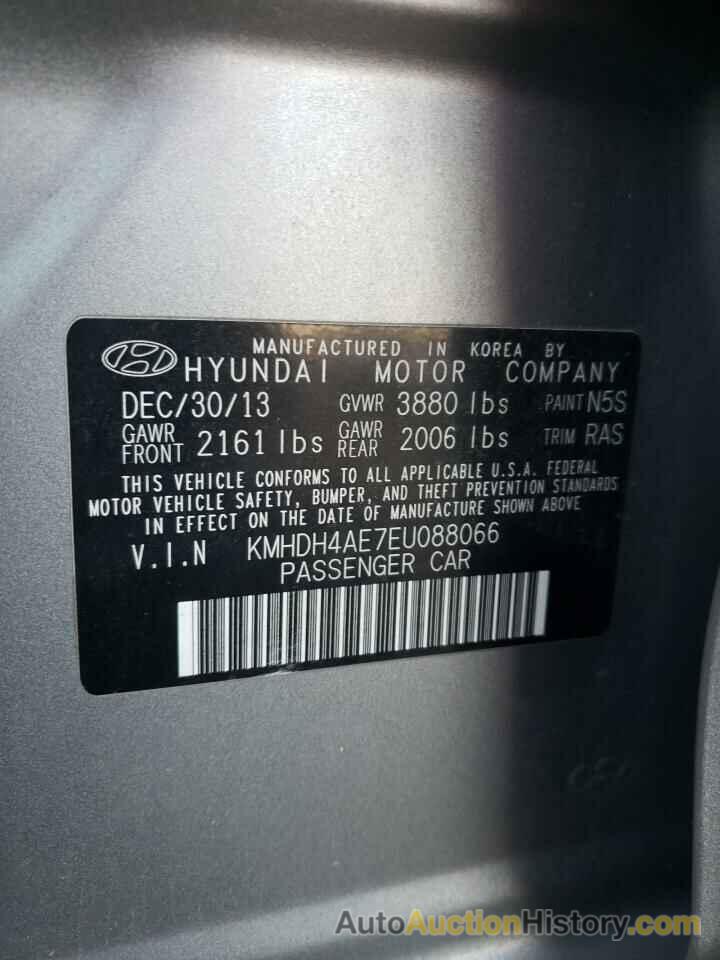 MANUFACTURED IN KOREA BY
HYUNDAI MOTOR COMPANY
DEC/30/13 GVWR 3880 lbs PAINT N5S
GAWR FRONT 2161 lbs GAWR REAR 2006 lbs TRIM RAS
THIS VEHICLE CONFORMS TO ALL APPLICABLE U.S.A. FEDERAL
MOTOR VEHICLE SAFETY, BUMPER, AND THEFT PREVENTION STANDARDS
IN EFFECT ON THE DATE OF MANUFACTURE SHOWN ABOVE
V.I.N KMHDH4AE7EU088066
PASSENGER CAR
AutoAuctionHistory.com